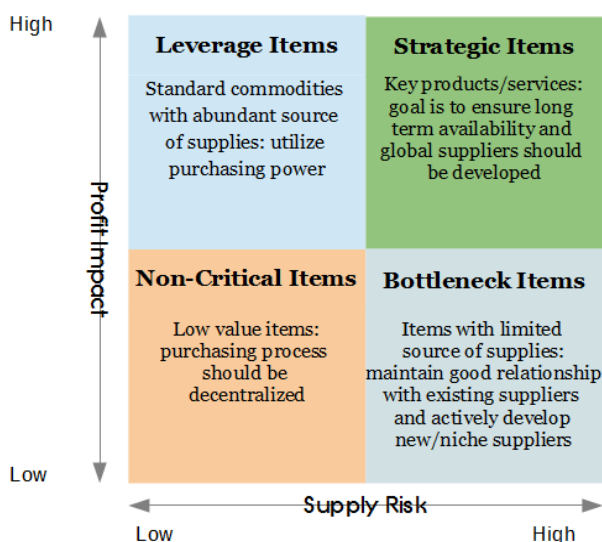 High
Leverage Items
Standard commodities
with abundant source
of supplies: utilize
purchasing power
Strategic Items
Key products/services:
goal is to ensure long
term availability and
global suppliers should
be developed
Profit Impact
Non-Critical Items
Low value items:
purchasing process
should be
decentralized
Bottleneck Items
Items with limited
source of supplies:
maintain good relationship
with existing suppliers
and actively develop
new/niche suppliers
Low
Supply Risk
Low
High